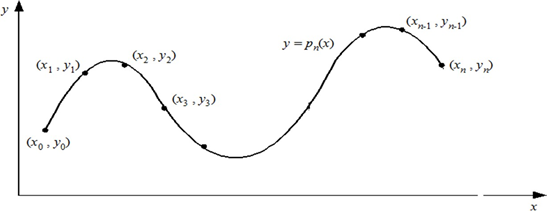 y
(x₁ , y₁)
(x₂ , y₂)
y = pₙ(x)
(xₙ₋₁ , yₙ₋₁)
(xₙ , yₙ)
(x₃ , y₃)
(x₀ , y₀)
x